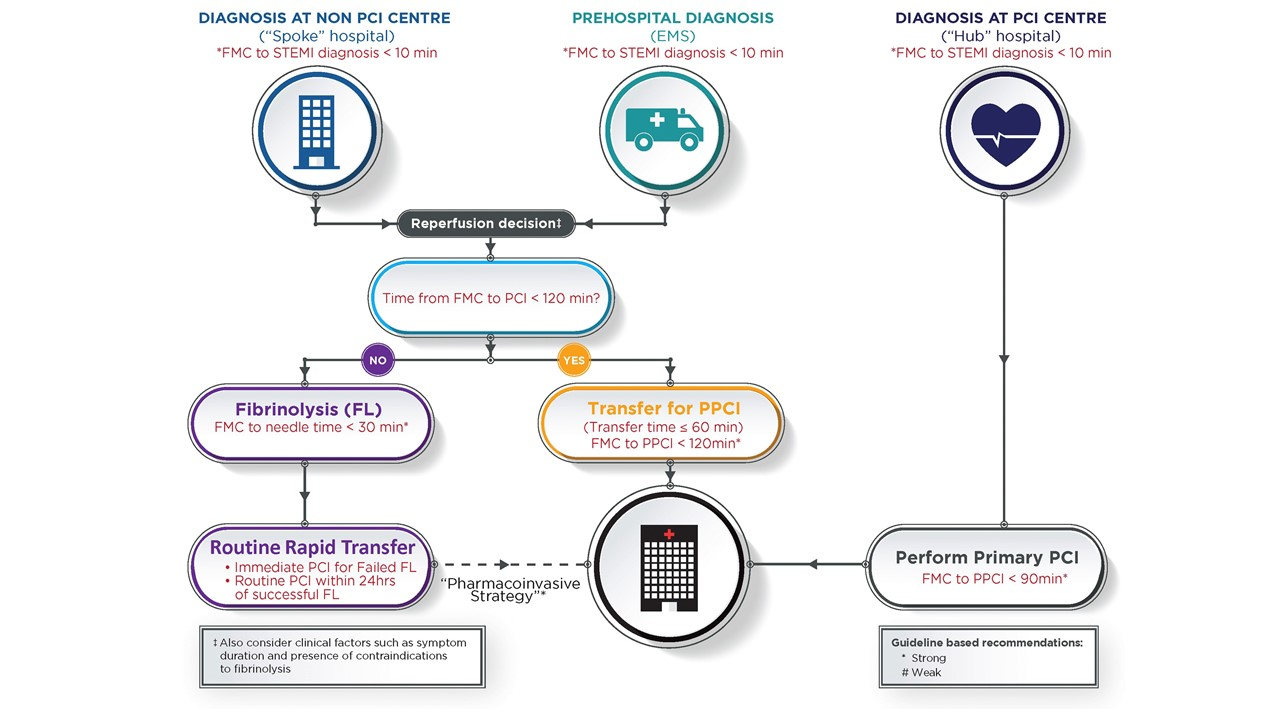 DIAGNOSIS AT NON PCI CENTRE
(“Spoke” hospital)
*FMC to STEMI diagnosis < 10 min
PREHOSPITAL DIAGNOSIS
(EMS)
*FMC to STEMI diagnosis < 10 min
DIAGNOSIS AT PCI CENTRE
(“Hub” hospital)
*FMC to STEMI diagnosis < 10 min
Reperfusion decision‡
Time from FMC to PCI < 120 min?
NO
YES
Fibrinolysis (FL)
FMC to needle time < 30 min*
Transfer for PPCI
(Transfer time ≤ 60 min)
FMC to PPCI < 120min*
Routine Rapid Transfer
• Immediate PCI for Failed FL
• Routine PCI within 24hrs
of successful FL
“Pharmacoinvasive
Strategy”*
Perform Primary PCI
FMC to PPCI < 90min*
‡ Also consider clinical factors such as symptom
duration and presence of contraindications
to fibrinolysis
Guideline based recommendations:
* Strong
# Weak